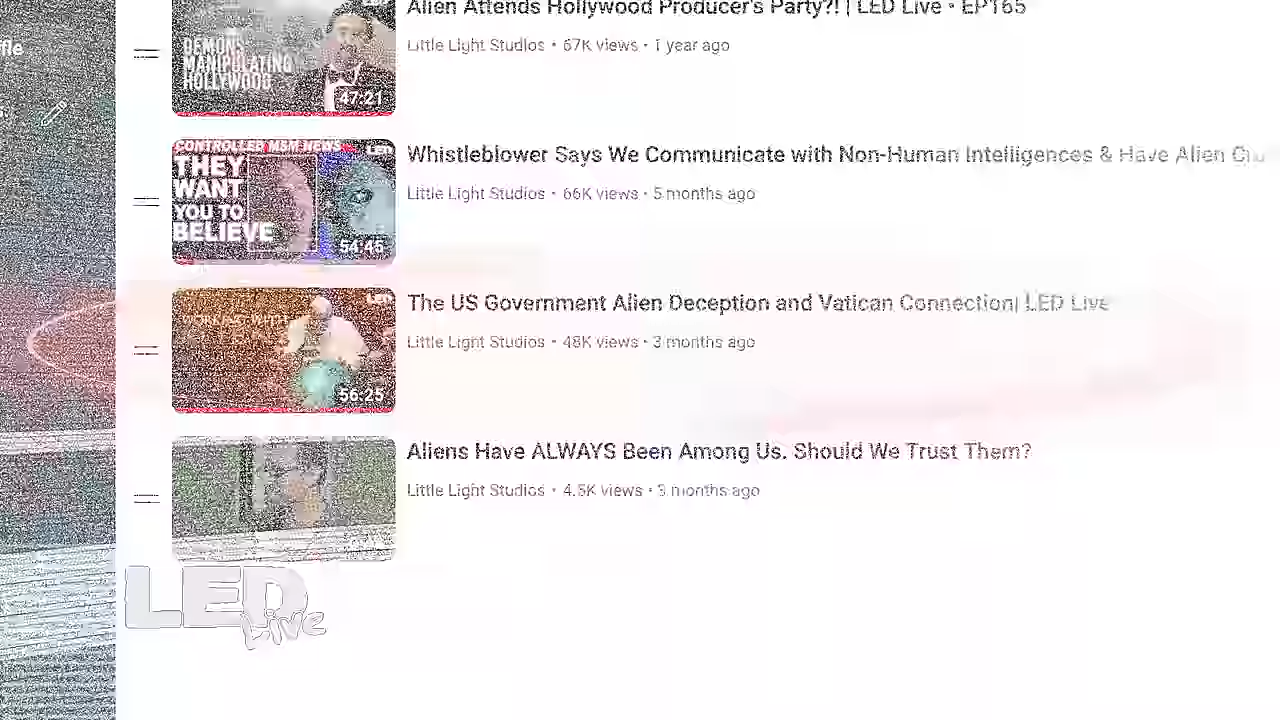 Alien Attends Hollywood Producer's Party?! | LED Live • EP165
ffle
Little Light Studios • 67K views • 1 year ago
DEMONS
MANIPULATING
HOLLYWOOD
47:21
CONTROLLED MSM NEWS
THEY
WANT
YOU TO
BELIEVE
54:45
Whistleblower Says We Communicate with Non-Human Intelligences & Have Alien Cra
Little Light Studios • 66K views • 5 months ago
The US Government Alien Deception and Vatican Connection| LED Live
Little Light Studios • 48K views • 3 months ago
56:25
Aliens Have ALWAYS Been Among Us. Should We Trust Them?
Little Light Studios • 4.5K views • 3 months ago
LED
Live